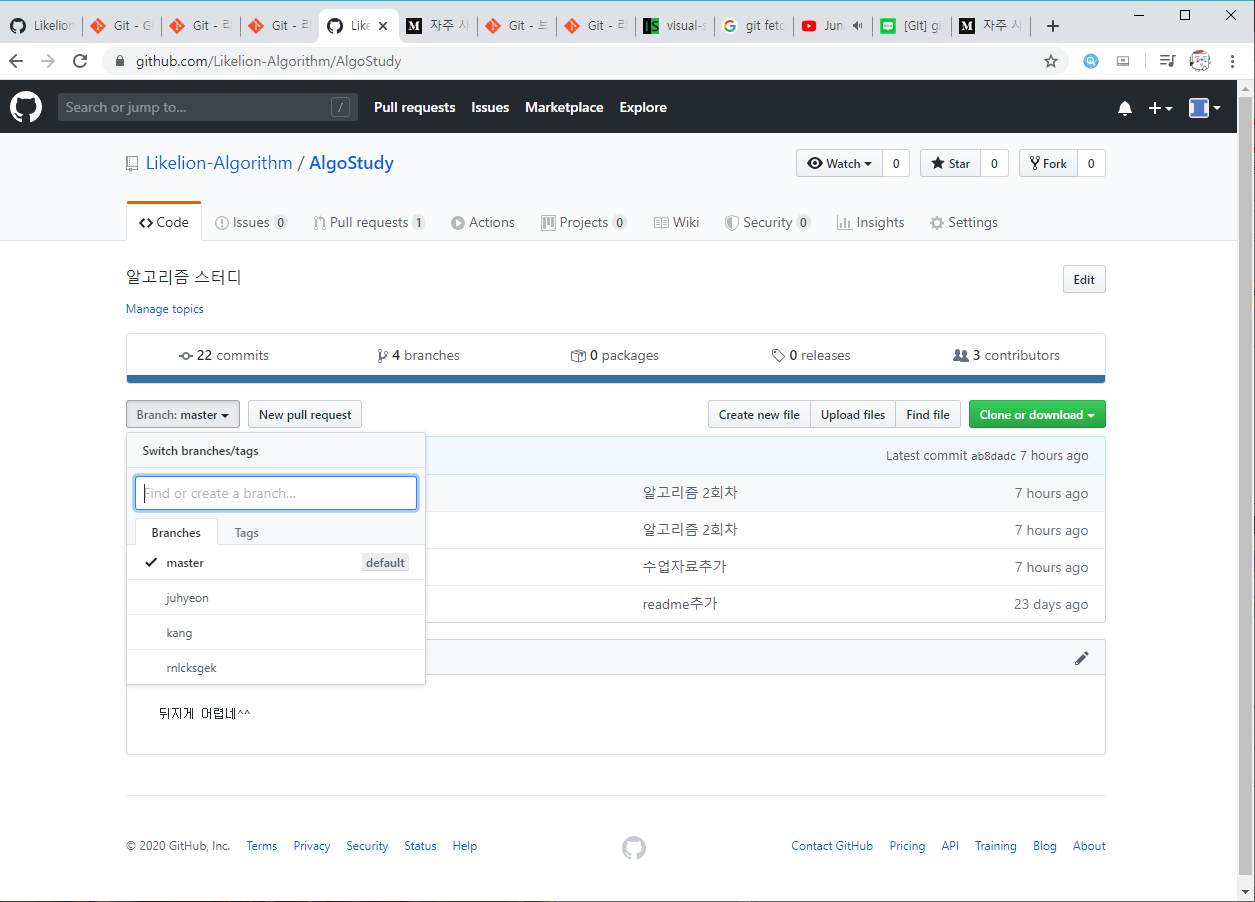 Likelion
Git - G
Git - 리
Git - 리
Like
자주 사
Git - 브
Git - 리
visual-s
git fetc
Jun
[GIt] gi
자주 사
github.com/Likelion-Algorithm/AlgoStudy
Search or jump to...
/
Pull requests Issues Marketplace Explore
Likelion-Algorithm / AlgoStudy
Watch 0 Star 0 Fork 0
Code Issues 0 Pull requests 1 Actions Projects 0 Wiki Security 0 Insights Settings
알고리즘 스터디
Edit
Manage topics
22 commits 4 branches 0 packages 0 releases 3 contributors
Branch: master New pull request Create new file Upload files Find file Clone or download
Switch branches/tags
Latest commit ab8dadc 7 hours ago
Find or create a branch...
알고리즘 2회차 7 hours ago
Branches Tags
알고리즘 2회차 7 hours ago
master default
수업자료추가 7 hours ago
juhyeon
readme추가 23 days ago
kang
rnlcksgek
뒤지게 어렵네^^
© 2020 GitHub, Inc. Terms Privacy Security Status Help Contact GitHub Pricing API Training Blog About